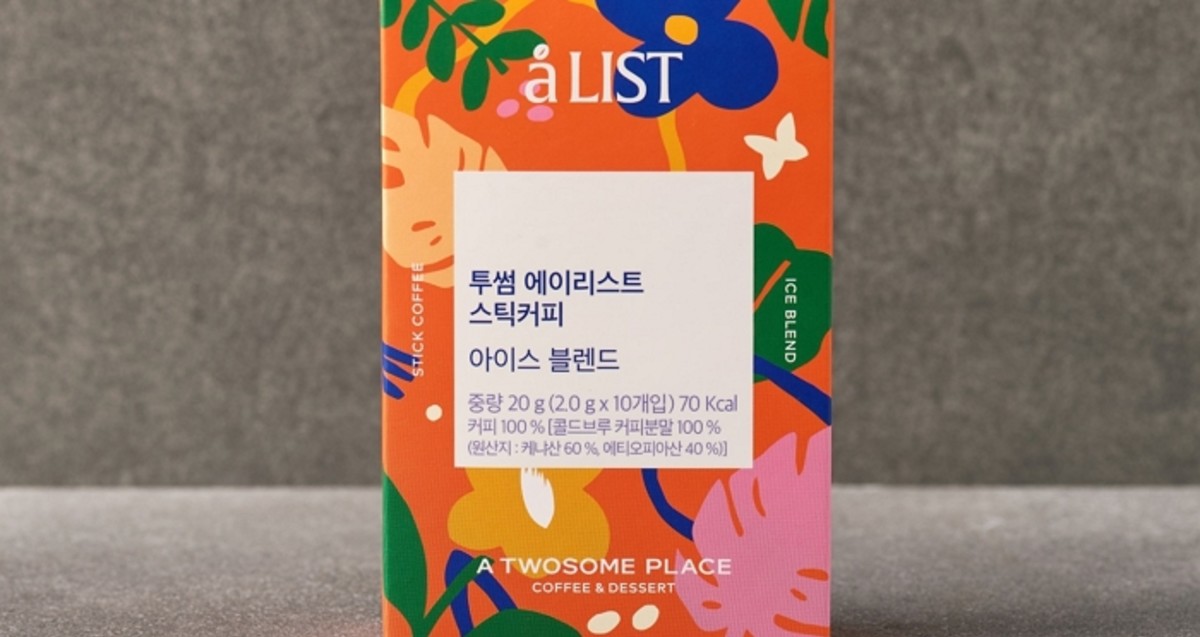 å LIST
투썸 에이리스트
스틱커피
아이스 블렌드
중량 20 g (2.0 g x 10개입) 70 Kcal
커피 100 % [콜드브루 커피분말 100 %
(원산지 : 케냐산 60 %, 에티오피아산 40 %)]
STICK COFFEE
ICE BLEND
A TWOSOME PLACE
COFFEE & DESSERT